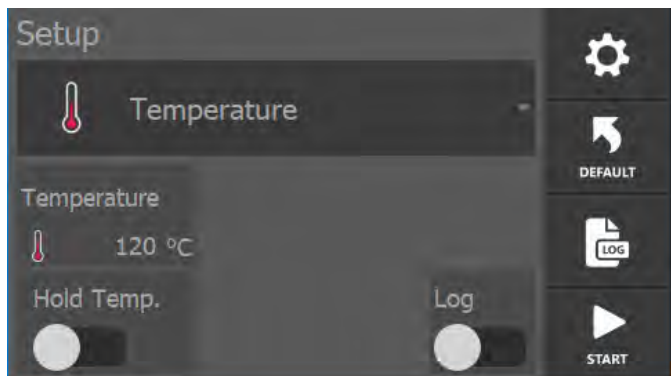 Setup
Temperature
DEFAULT
Temperature
120 °C
LOG
Hold Temp.
Log
START